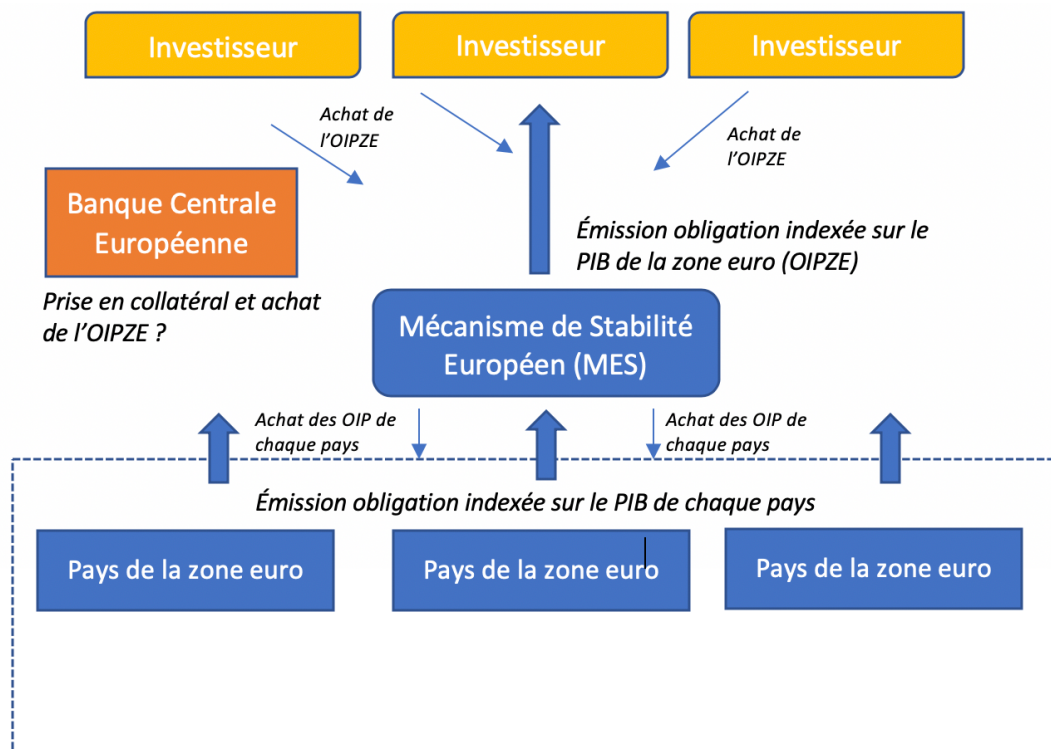 Investisseur
Investisseur
Investisseur
Achat de
l’OIPZE
Achat de
l’OIPZE
Banque Centrale
Européenne
Émission obligation indexée sur le
PIB de la zone euro (OIPZE)
Prise en collatéral et achat
de l’OIPZE ?
Mécanisme de Stabilité
Européen (MES)
Achat des OIP de
chaque pays
Achat des OIP de
chaque pays
Émission obligation indexée sur le PIB de chaque pays
Pays de la zone euro
Pays de la zone euro
Pays de la zone euro